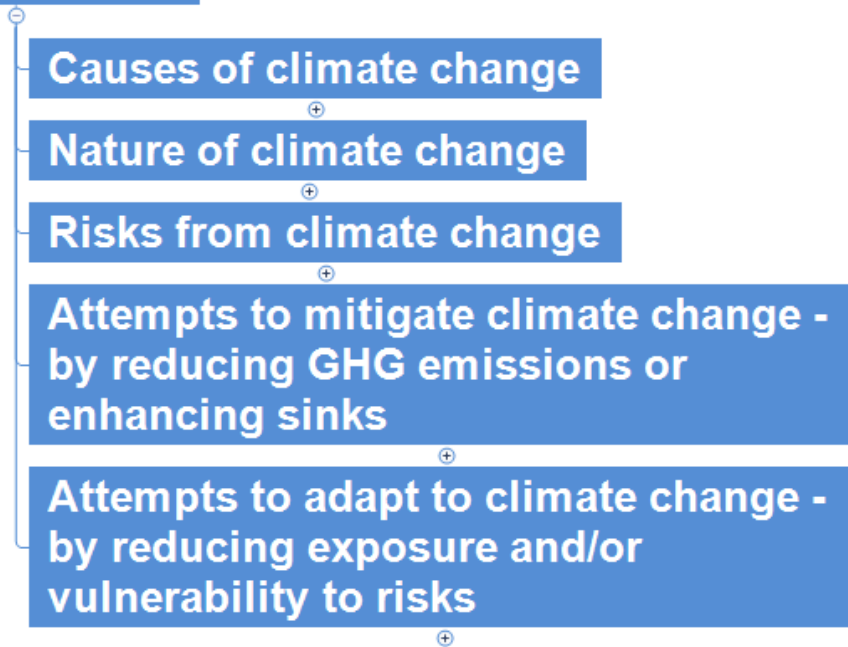 Causes of climate change
Nature of climate change
Risks from climate change
Attempts to mitigate climate change -
by reducing GHG emissions or
enhancing sinks
Attempts to adapt to climate change -
by reducing exposure and/or
vulnerability to risks